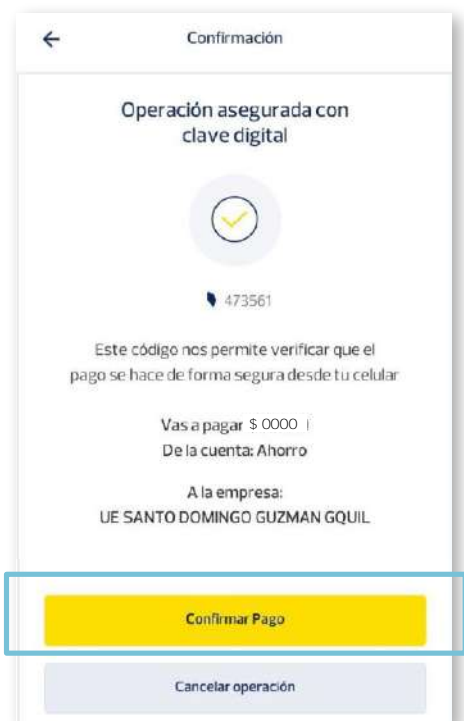 Confirmación
Operación asegurada con
clave digital
473561
Este código nos permite verificar que el
pago se hace de forma segura desde tu celular
Vas a pagar $ 0000 |
De la cuenta: Ahorro
A la empresa:
UE SANTO DOMINGO GUZMAN GQUIL
Confirmar Pago
Cancelar operación